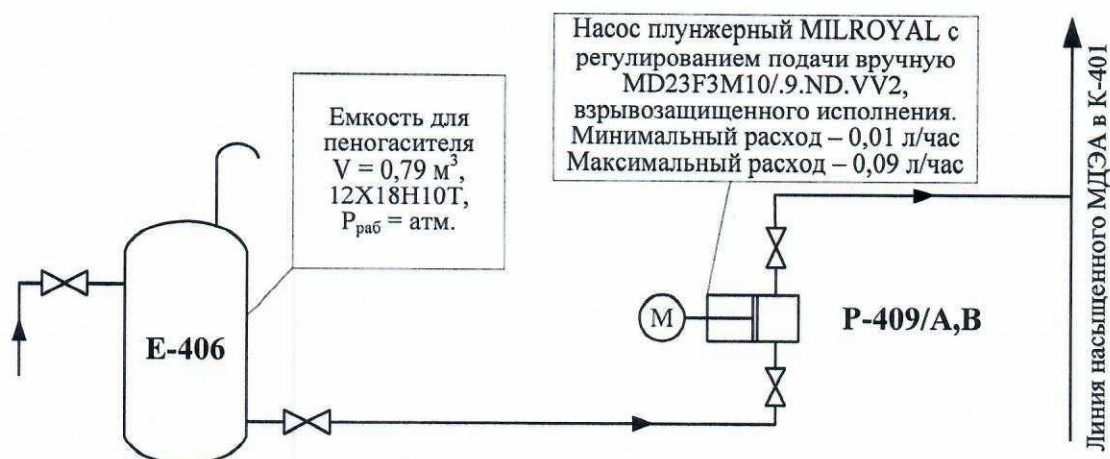 Насос плунжерный MILROYAL с
регулированием подачи вручную
MD23F3M10/.9.ND.VV2,
взрывозащищенного исполнения.
Минимальный расход – 0,01 л/час
Максимальный расход – 0,09 л/час
Емкость для
пеногасителя
V = 0,79 м³,
12Х18Н10Т,
Pраб = атм.
E-406
M
P-409/A,B
Линия насыщенного МДЭА в К-401